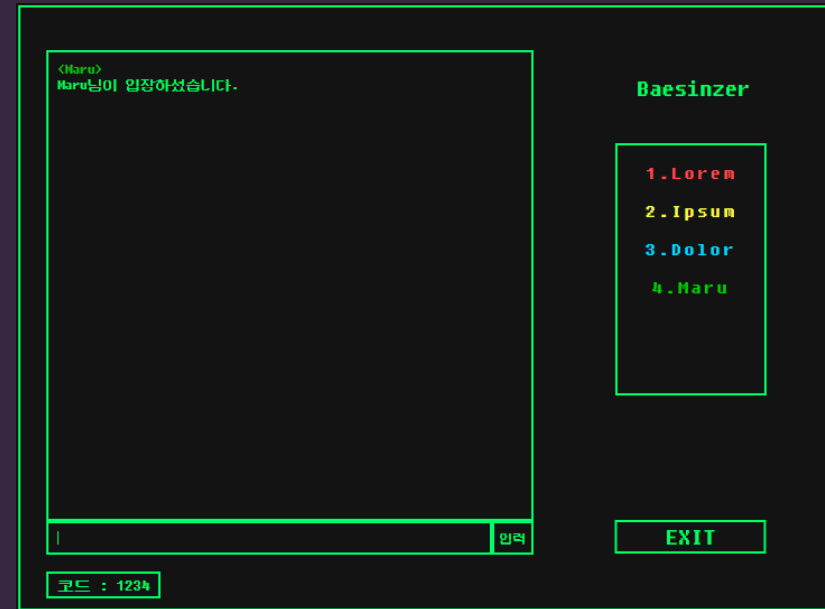 <Maru>
Maru님이 입장하셨습니다.
입력
코드 : 1234
Baesinzer
1.Lorem
2.Ipsum
3.Dolor
4.Maru
EXIT